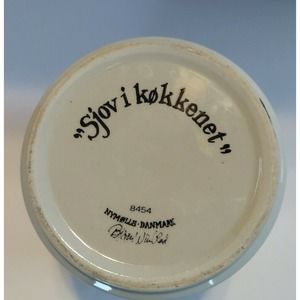 „Sjov i køkkenet”
8454
NYMØLLE - DANMARK
Bjørn Wiinblad